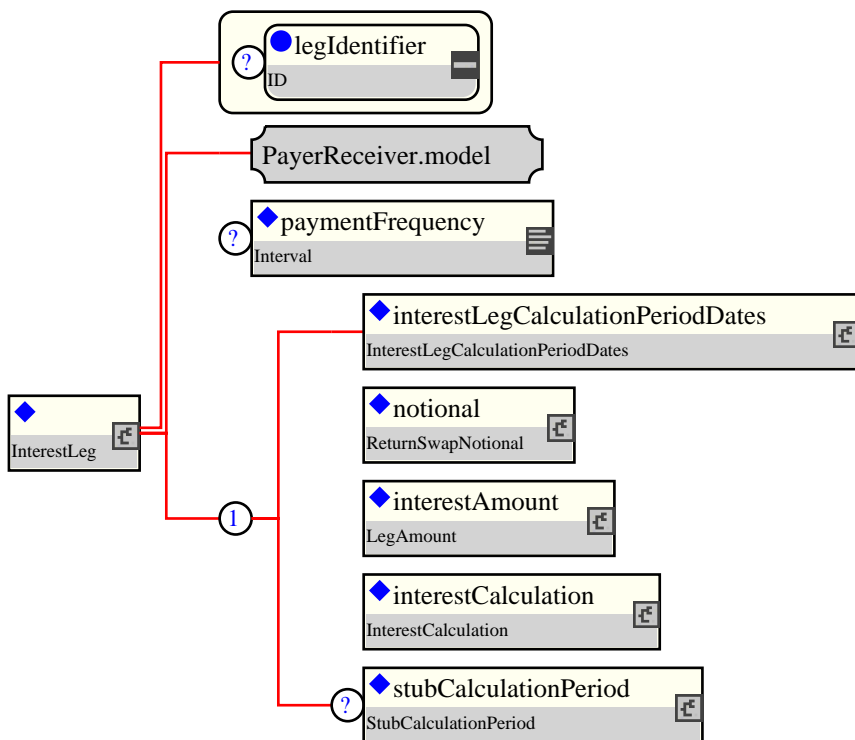 ?
legIdentifier
ID
PayerReceiver.model
?
paymentFrequency
Interval
interestLegCalculationPeriodDates
InterestLegCalculationPeriodDates
notional
ReturnSwapNotional
InterestLeg
1
interestAmount
LegAmount
interestCalculation
InterestCalculation
?
stubCalculationPeriod
StubCalculationPeriod